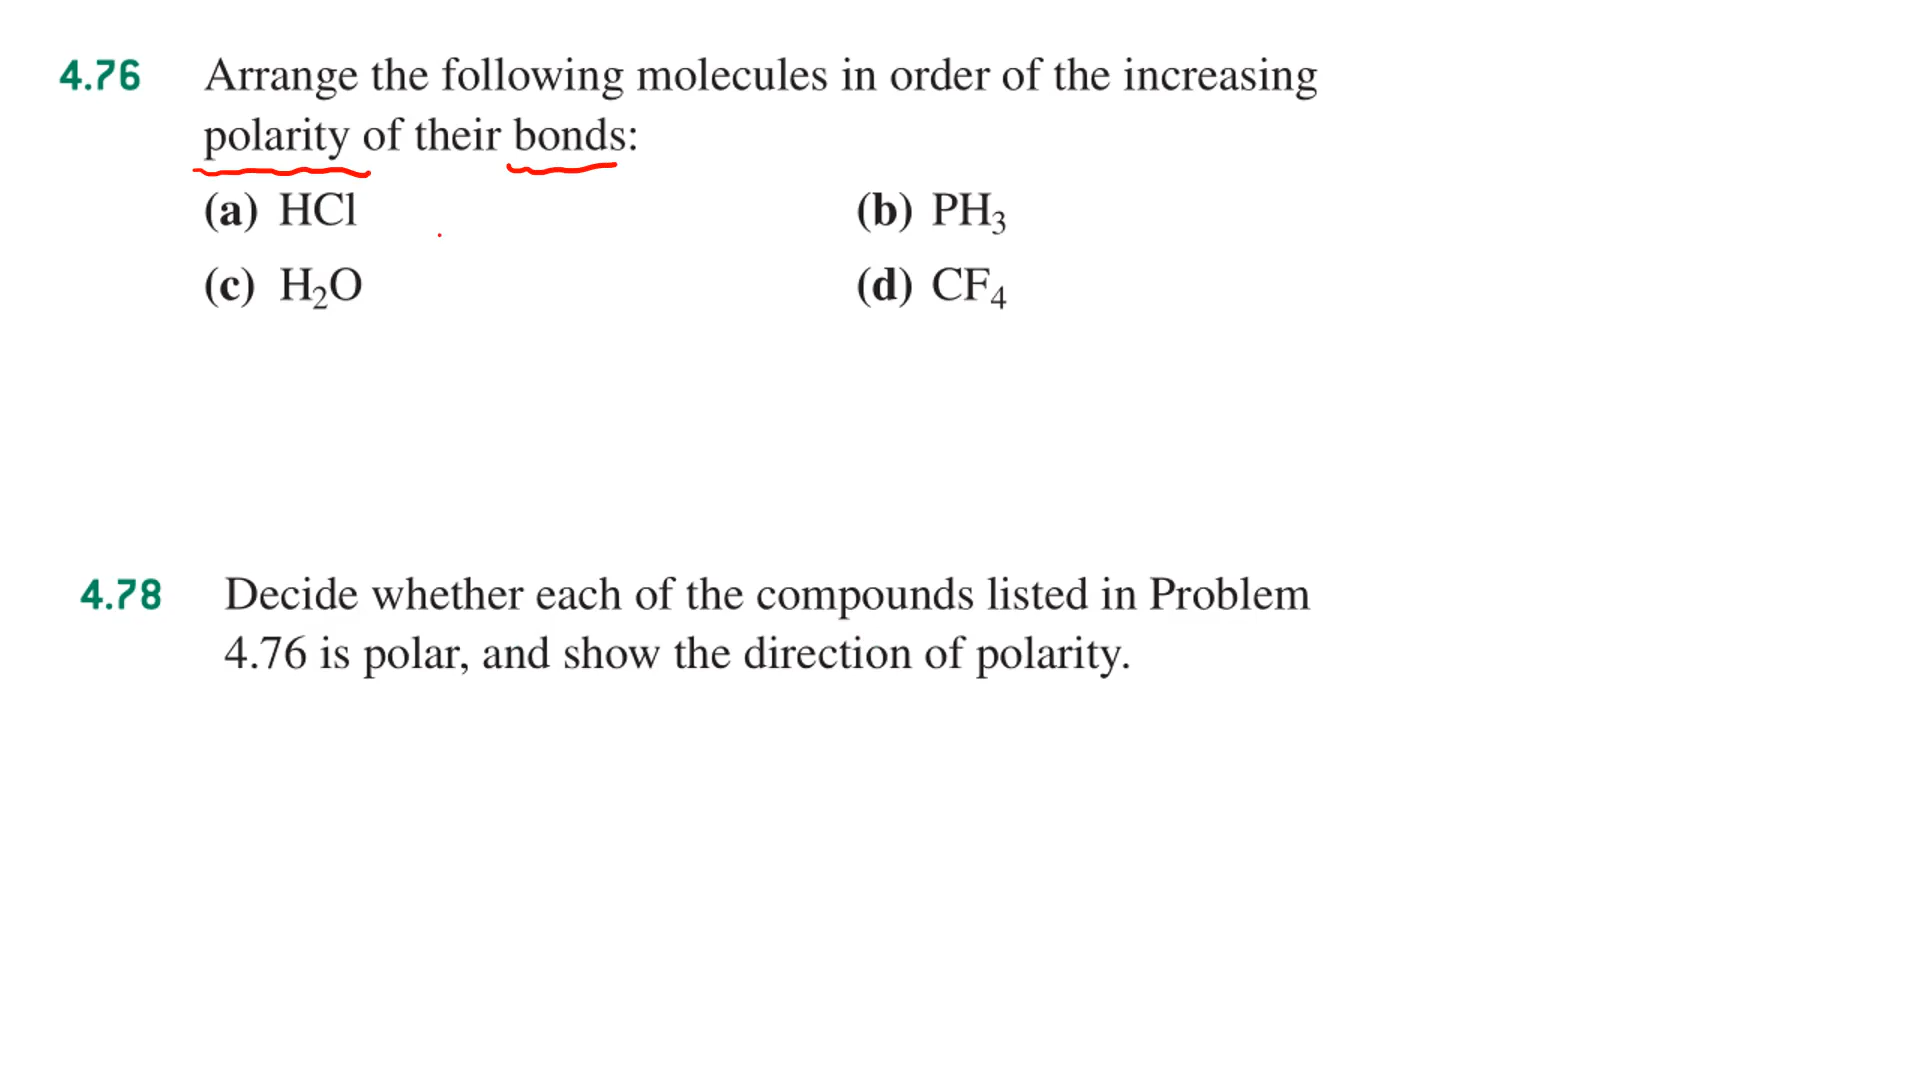 4.76 Arrange the following molecules in order of the increasing
polarity of their bonds:
(a) HCl (b) PH₃
(c) H₂O (d) CF₄
4.78 Decide whether each of the compounds listed in Problem
4.76 is polar, and show the direction of polarity.